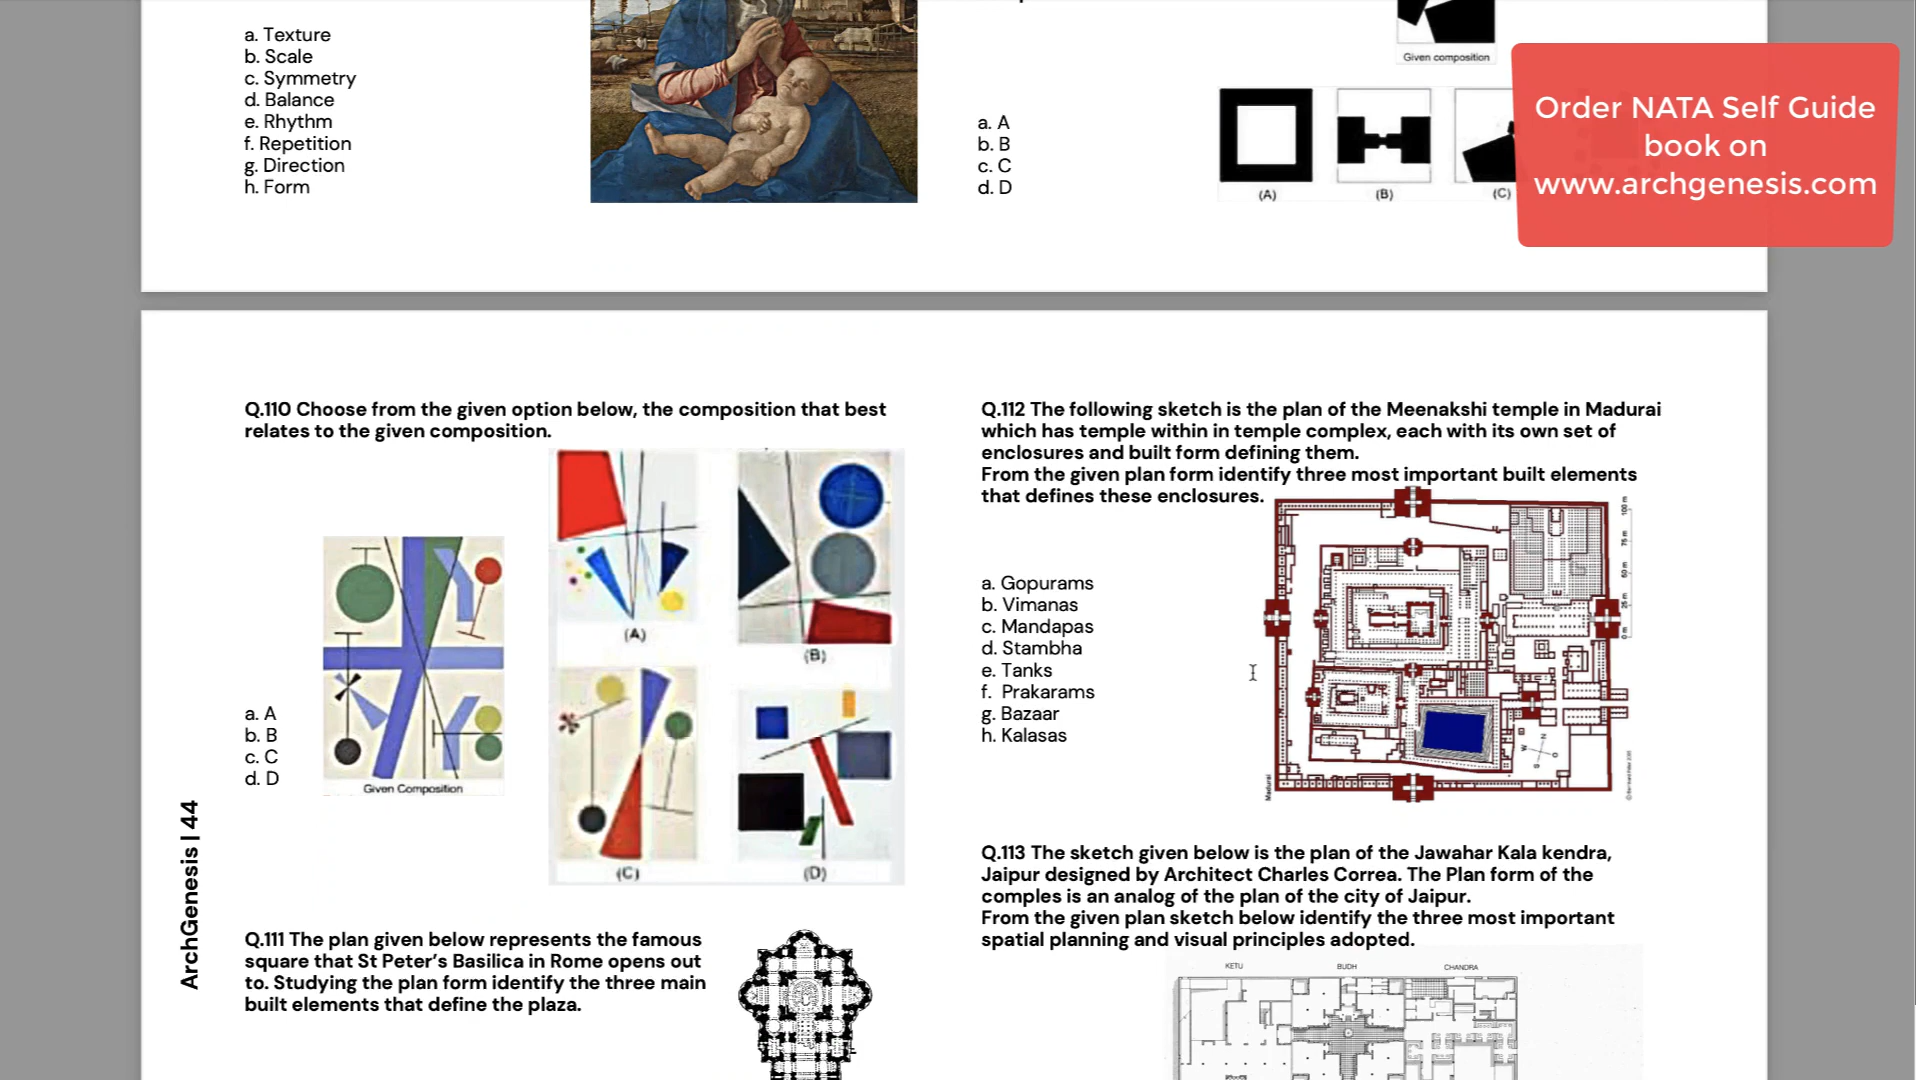 a. Texture
b. Scale
c. Symmetry
d. Balance
e. Rhythm
f. Repetition
g. Direction
h. Form
Given composition
a. A
b. B
c. C
d. D
(A)
(B)
(C)
Order NATA Self Guide
book on
www.archgenesis.com
Q.110 Choose from the given option below, the composition that best
relates to the given composition.
a. A
b. B
c. C
d. D
Given Composition
(A)
(B)
(C)
(D)
ArchGenesis | 44
Q.111 The plan given below represents the famous
square that St Peter's Basilica in Rome opens out
to. Studying the plan form identify the three main
built elements that define the plaza.
Q.112 The following sketch is the plan of the Meenakshi temple in Madurai
which has temple within in temple complex, each with its own set of
enclosures and built form defining them.
From the given plan form identify three most important built elements
that defines these enclosures.
a. Gopurams
b. Vimanas
c. Mandapas
d. Stambha
e. Tanks
f. Prakarams
g. Bazaar
h. Kalasas
100 m
75 m
50 m
25 m
0 m
N
W
S
O
Madurai
Q.113 The sketch given below is the plan of the Jawahar Kala kendra,
Jaipur designed by Architect Charles Correa. The Plan form of the
comples is an analog of the plan of the city of Jaipur.
From the given plan sketch below identify the three most important
spatial planning and visual principles adopted.
KETU
BUDH
CHANDRA